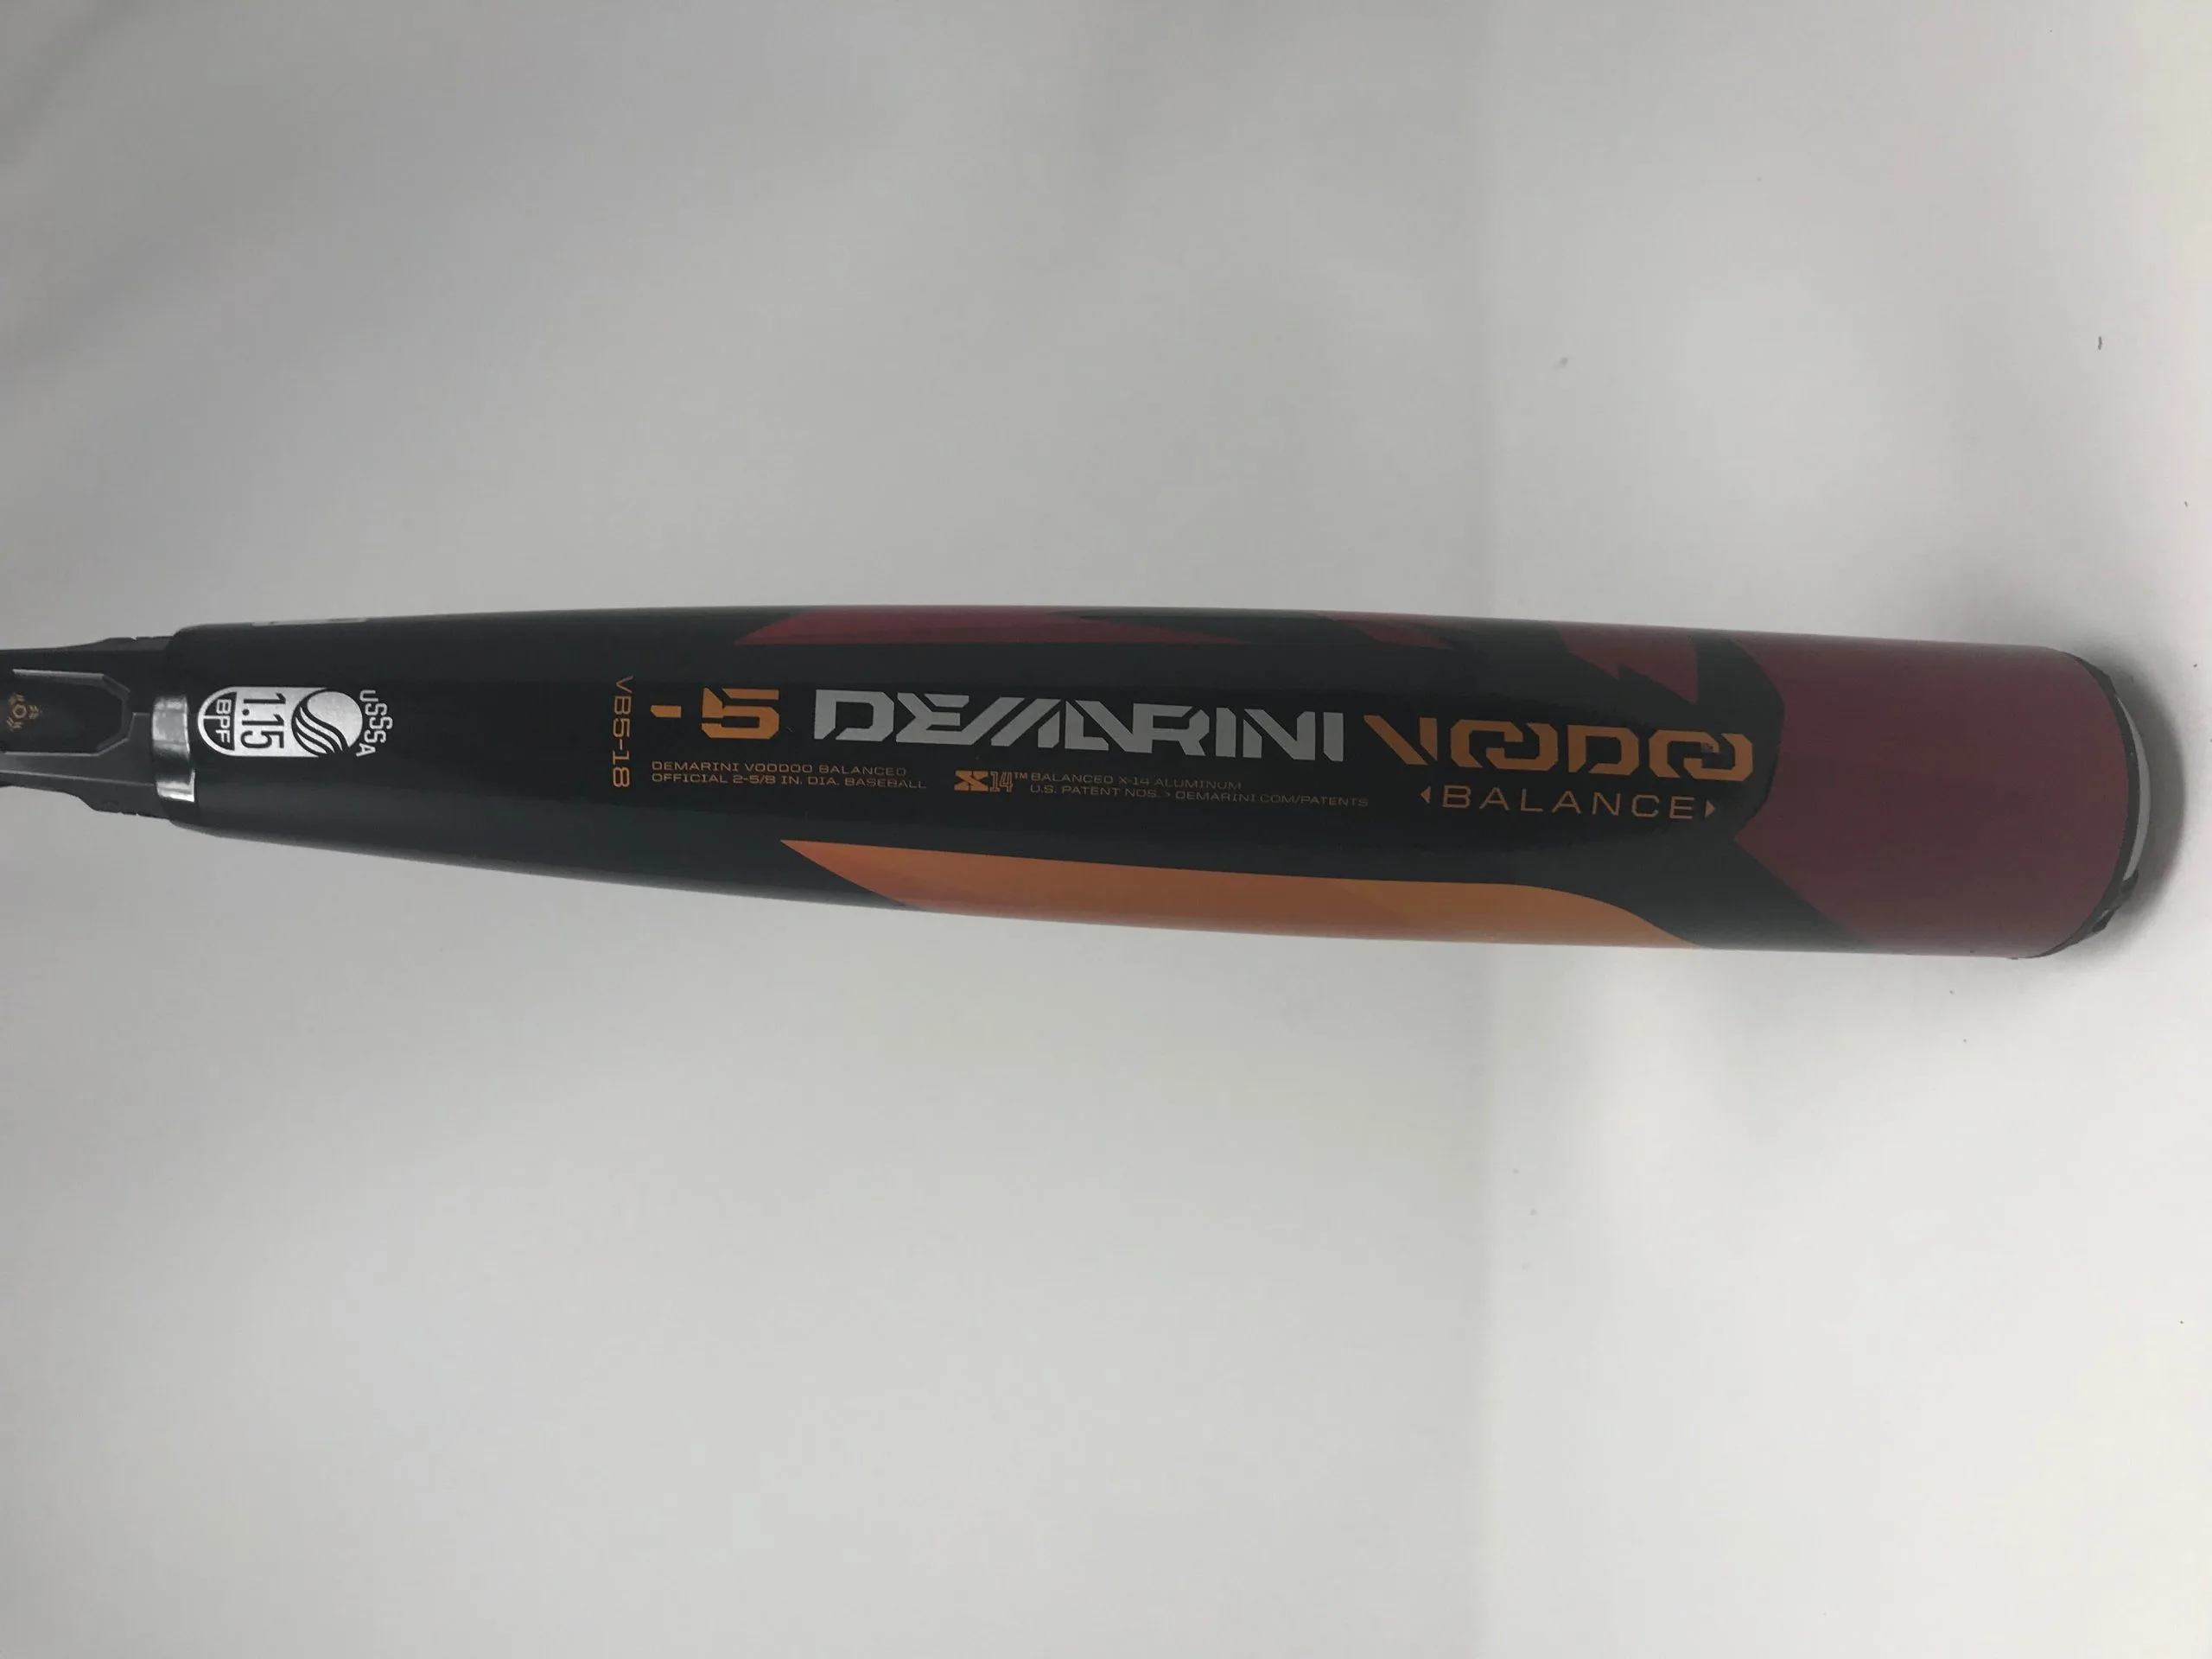 USSSA
1.15
BPF
VB5-18
-5 DEMARINI VOODOO
DEMARINI VOODOO BALANCED
OFFICIAL 2-5/8 IN. DIA. BASEBALL
X14™ BALANCED X-14 ALUMINUM
U.S. PATENT NOS. > DEMARINI.COM/PATENTS
BALANCE